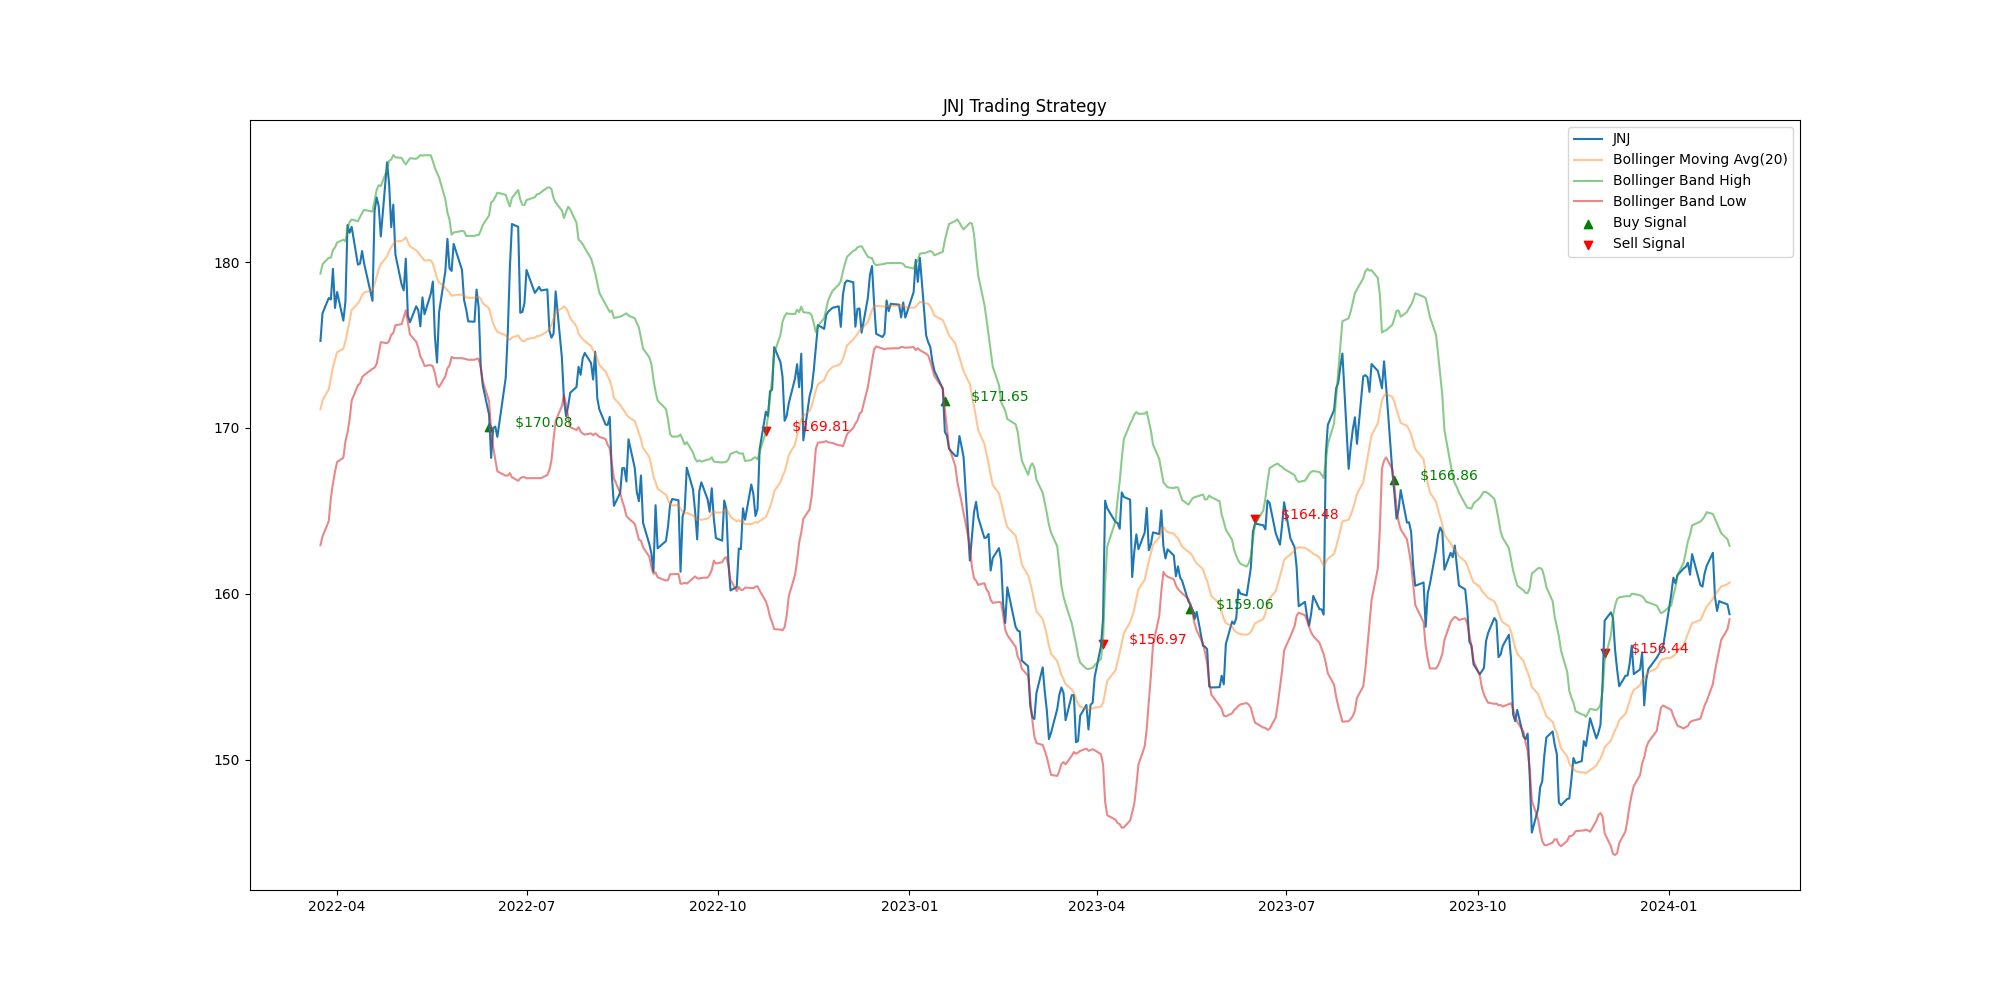 JNJ Trading Strategy
JNJ
Bollinger Moving Avg(20)
Bollinger Band High
Bollinger Band Low
Buy Signal
Sell Signal
180
170
160
150
$170.08
$169.81
$171.65
$156.97
$159.06
$164.48
$166.86
$156.44
2022-04
2022-07
2022-10
2023-01
2023-04
2023-07
2023-10
2024-01